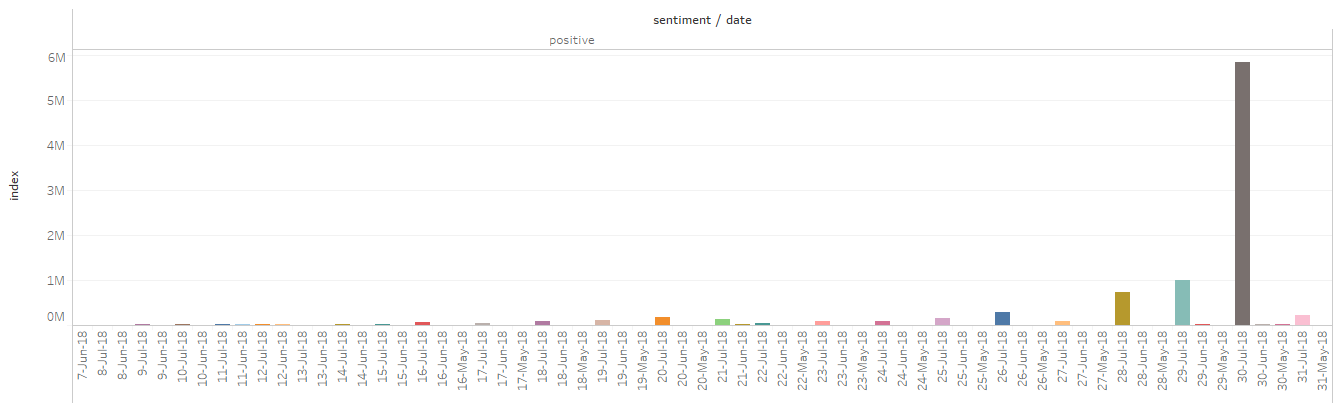 sentiment / date
positive
index
6M
5M
4M
3M
2M
1M
0M
7-Jun-18
8-Jul-18
8-Jun-18
9-Jul-18
9-Jun-18
10-Jul-18
10-Jun-18
11-Jul-18
11-Jun-18
12-Jul-18
12-Jun-18
13-Jul-18
13-Jun-18
14-Jul-18
14-Jun-18
15-Jul-18
15-Jun-18
16-Jul-18
16-Jun-18
16-May-18
17-Jul-18
17-Jun-18
17-May-18
18-Jul-18
18-Jun-18
18-May-18
19-Jul-18
19-Jun-18
19-May-18
20-Jul-18
20-Jun-18
20-May-18
21-Jul-18
21-Jun-18
22-Jul-18
22-Jun-18
22-May-18
23-Jul-18
23-Jun-18
23-May-18
24-Jul-18
24-Jun-18
24-May-18
25-Jul-18
25-Jun-18
25-May-18
26-Jul-18
26-Jun-18
26-May-18
27-Jul-18
27-Jun-18
27-May-18
28-Jul-18
28-Jun-18
28-May-18
29-Jul-18
29-Jun-18
29-May-18
30-Jul-18
30-Jun-18
30-May-18
31-Jul-18
31-May-18